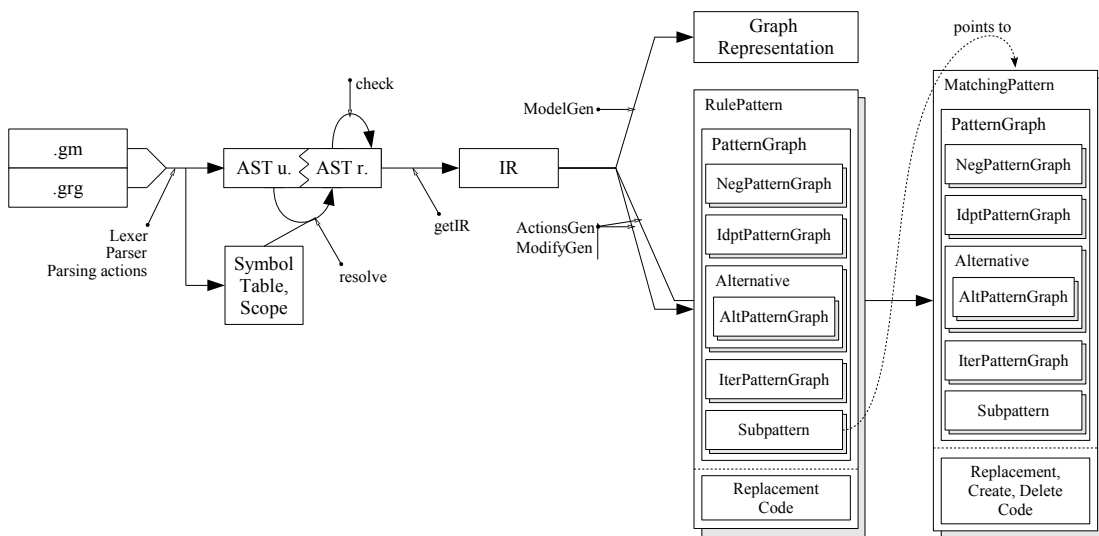 .gm
.grg
Lexer
Parser
Parsing actions
AST u.
AST r.
check
resolve
Symbol
Table,
Scope
getIR
IR
ModelGen
ActionsGen
ModifyGen
Graph
Representation
RulePattern
PatternGraph
NegPatternGraph
IdptPatternGraph
Alternative
AltPatternGraph
IterPatternGraph
Subpattern
Replacement
Code
points to
MatchingPattern
PatternGraph
NegPatternGraph
IdptPatternGraph
Alternative
AltPatternGraph
IterPatternGraph
Subpattern
Replacement,
Create, Delete
Code